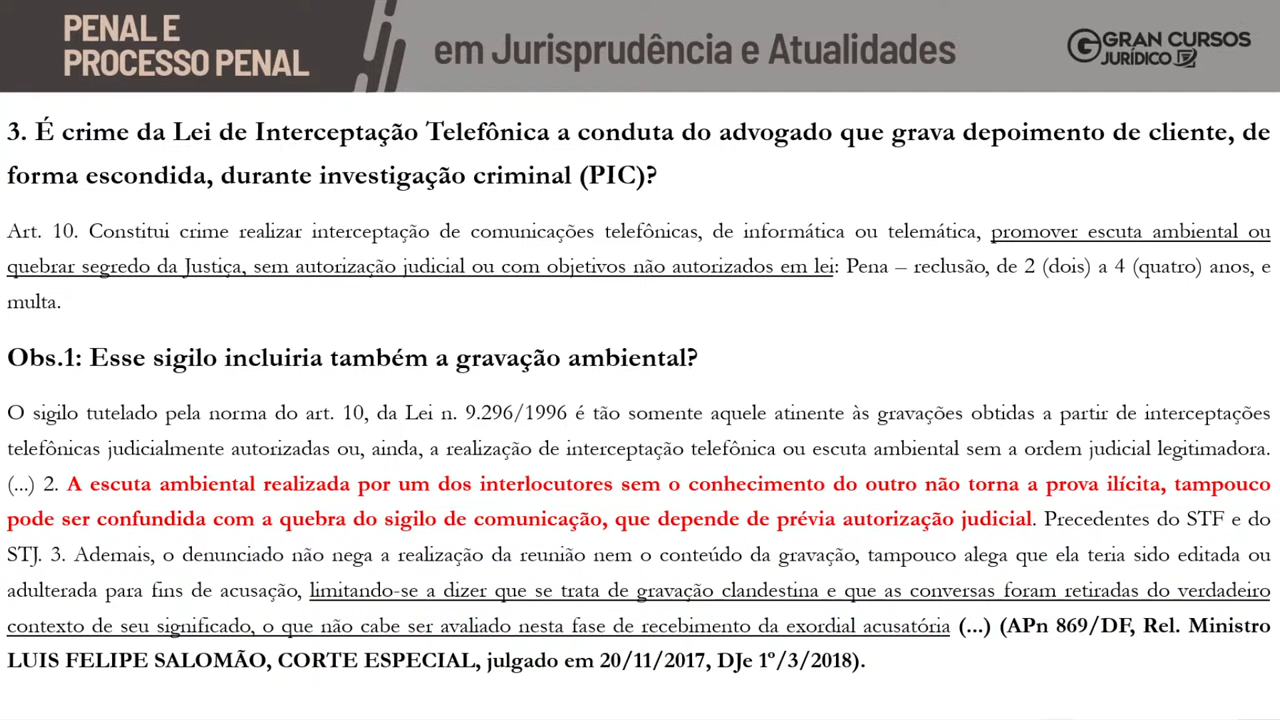 PENAL E
PROCESSO PENAL
em Jurisprudência e Atualidades
GRAN CURSOS
JURÍDICO
3. É crime da Lei de Interceptação Telefônica a conduta do advogado que grava depoimento de cliente, de
forma escondida, durante investigação criminal (PIC)?
Art. 10. Constitui crime realizar interceptação de comunicações telefônicas, de informática ou telemática, promover escuta ambiental ou
quebrar segredo da Justiça, sem autorização judicial ou com objetivos não autorizados em lei: Pena – reclusão, de 2 (dois) a 4 (quatro) anos, e
multa.
Obs.1: Esse sigilo incluiria também a gravação ambiental?
O sigilo tutelado pela norma do art. 10, da Lei n. 9.296/1996 é tão somente aquele atinente às gravações obtidas a partir de interceptações
telefônicas judicialmente autorizadas ou, ainda, a realização de interceptação telefônica ou escuta ambiental sem a ordem judicial legitimadora.
(...) 2. A escuta ambiental realizada por um dos interlocutores sem o conhecimento do outro não torna a prova ilícita, tampouco
pode ser confundida com a quebra do sigilo de comunicação, que depende de prévia autorização judicial. Precedentes do STF e do
STJ. 3. Ademais, o denunciado não nega a realização da reunião nem o conteúdo da gravação, tampouco alega que ela teria sido editada ou
adulterada para fins de acusação, limitando-se a dizer que se trata de gravação clandestina e que as conversas foram retiradas do verdadeiro
contexto de seu significado, o que não cabe ser avaliado nesta fase de recebimento da exordial acusatória (...) (APn 869/DF, Rel. Ministro
LUIS FELIPE SALOMÃO, CORTE ESPECIAL, julgado em 20/11/2017, DJe 1º/3/2018).